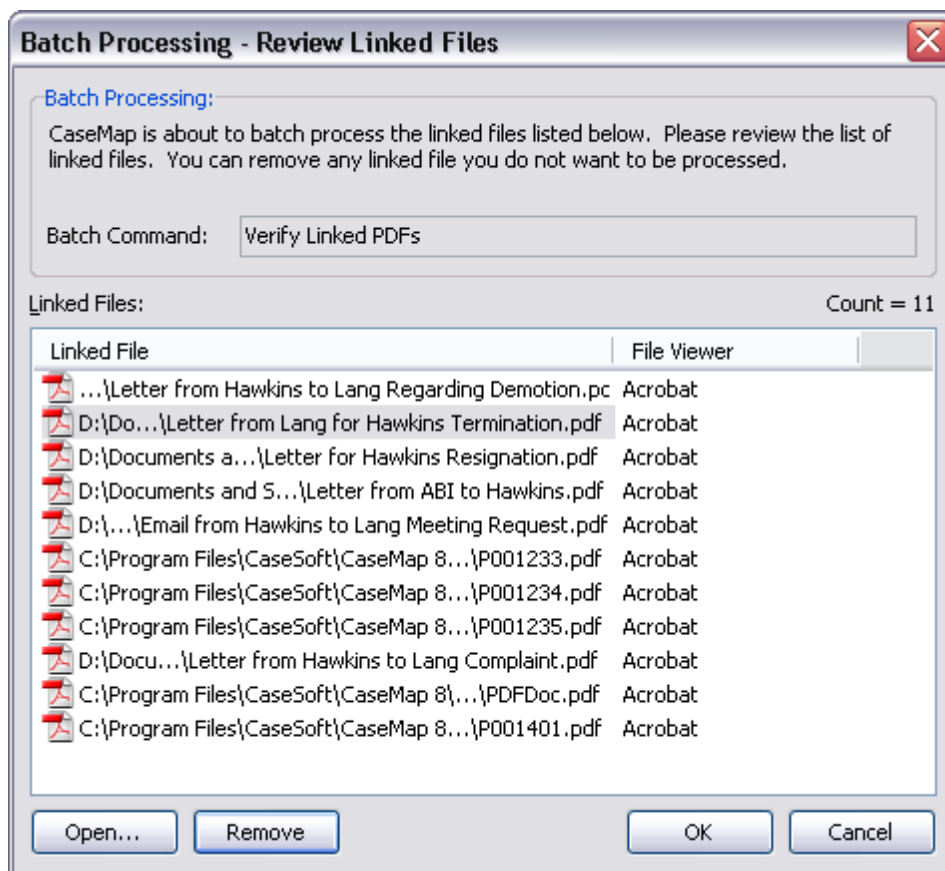 Batch Processing - Review Linked Files
Batch Processing:
CaseMap is about to batch process the linked files listed below. Please review the list of
linked files. You can remove any linked file you do not want to be processed.
Batch Command: Verify Linked PDFs
Linked Files: Count = 11
Linked File File Viewer
...\Letter from Hawkins to Lang Regarding Demotion.pc Acrobat
D:\Do...\Letter from Lang for Hawkins Termination.pdf Acrobat
D:\Documents a...\Letter for Hawkins Resignation.pdf Acrobat
D:\Documents and S...\Letter from ABI to Hawkins.pdf Acrobat
D:\...\Email from Hawkins to Lang Meeting Request.pdf Acrobat
C:\Program Files\CaseSoft\CaseMap 8...\P001233.pdf Acrobat
C:\Program Files\CaseSoft\CaseMap 8...\P001234.pdf Acrobat
C:\Program Files\CaseSoft\CaseMap 8...\P001235.pdf Acrobat
D:\Docu...\Letter from Hawkins to Lang Complaint.pdf Acrobat
C:\Program Files\CaseSoft\CaseMap 8\...\PDFDoc.pdf Acrobat
C:\Program Files\CaseSoft\CaseMap 8...\P001401.pdf Acrobat
Open... Remove OK Cancel